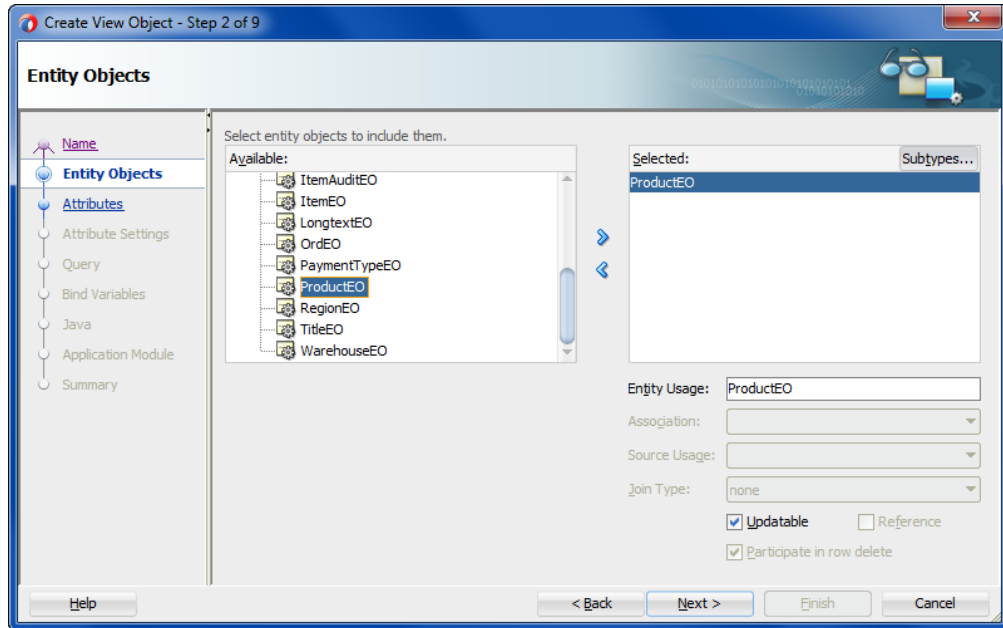 Create View Object - Step 2 of 9
Entity Objects
Name
Entity Objects
Attributes
Attribute Settings
Query
Bind Variables
Java
Application Module
Summary
Select entity objects to include them.
Available:
ItemAuditEO
ItemEO
LongtextEO
OrdEO
PaymentTypeEO
ProductEO
RegionEO
TitleEO
WarehouseEO
Selected:
Subtypes...
ProductEO
Entity Usage: ProductEO
Association:
Source Usage:
Join Type: none
Updatable Reference
Participate in row delete
Help < Back Next > Finish Cancel